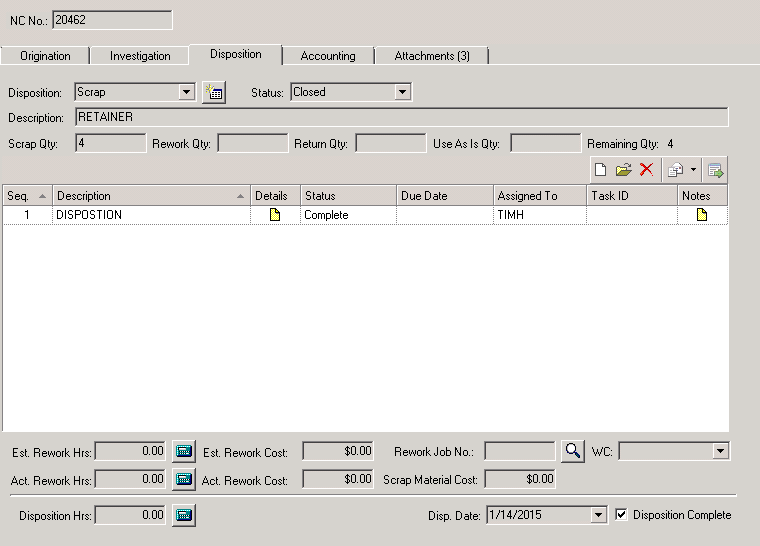 NC No.: 20462
Origination Investigation Disposition Accounting Attachments (3)
Disposition: Scrap Status: Closed
Description: RETAINER
Scrap Qty: 4 Rework Qty: Return Qty: Use As Is Qty: Remaining Qty: 4
Seq. Description Details Status Due Date Assigned To Task ID Notes
1 DISPOSTION Complete TIMH
Est. Rework Hrs: 0.00 Est. Rework Cost: $0.00 Rework Job No.: WC:
Act. Rework Hrs: 0.00 Act. Rework Cost: $0.00 Scrap Material Cost: $0.00
Disposition Hrs: 0.00 Disp. Date: 1/14/2015 Disposition Complete